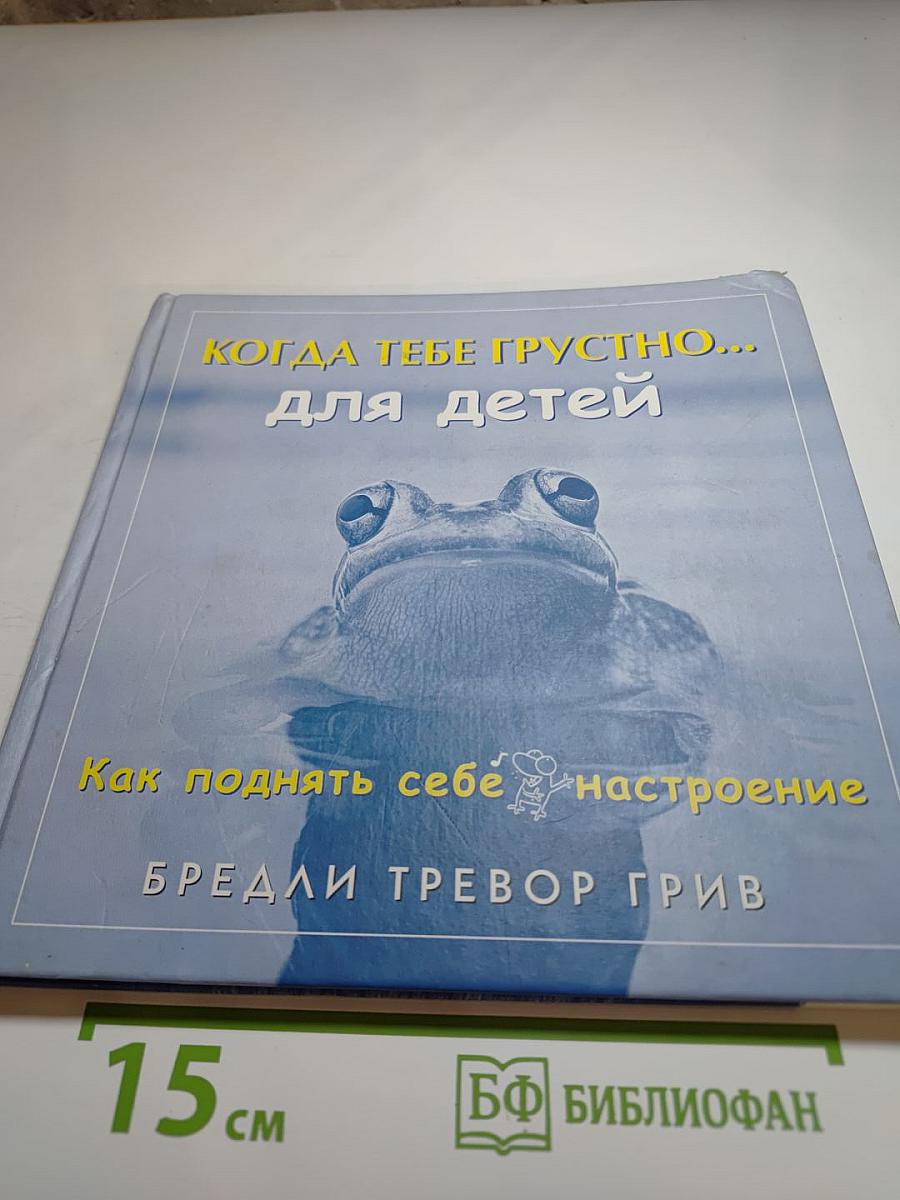 КОГДА ТЕБЕ ГРУСТНО...
для детей
Как поднять себе настроение
БРЕДЛИ ТРЕВОР ГРИВ
15 см
БФ БИБЛИОФАН